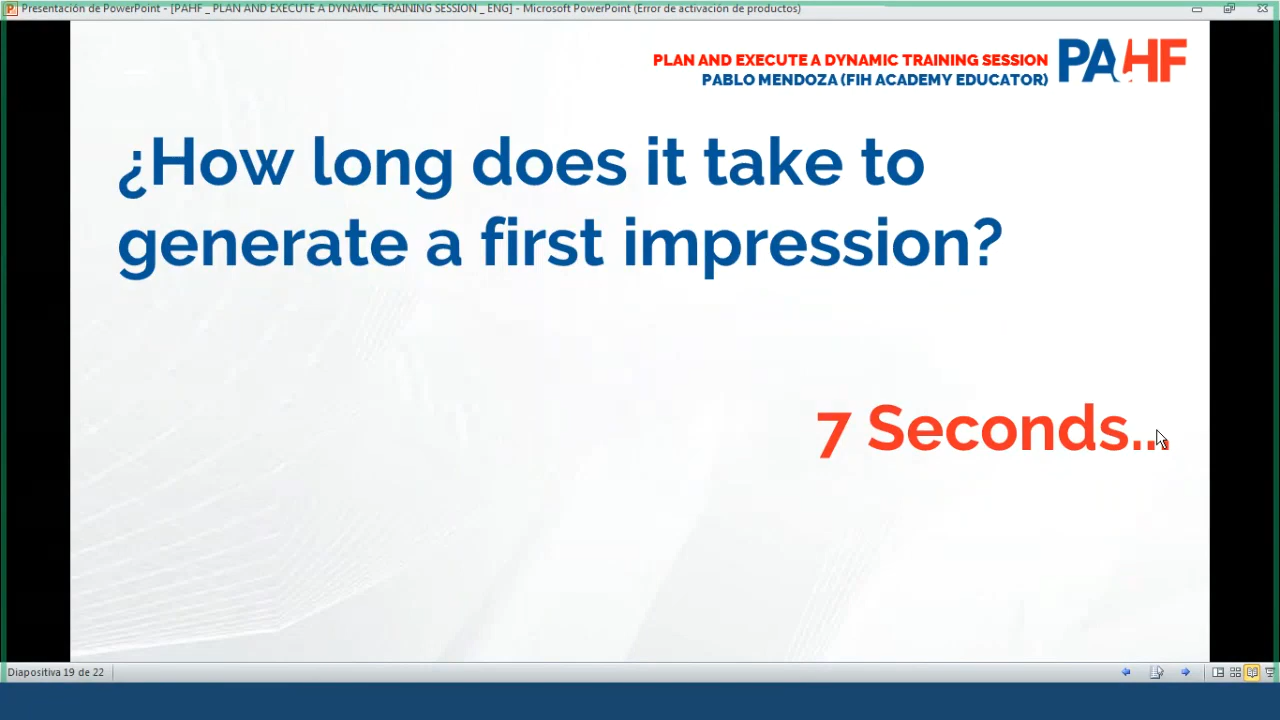 Presentación de PowerPoint - [PAHF _ PLAN AND EXECUTE A DYNAMIC TRAINING SESSION _ ENG] - Microsoft PowerPoint (Error de activación de productos)
PLAN AND EXECUTE A DYNAMIC TRAINING SESSION
PABLO MENDOZA (FIH ACADEMY EDUCATOR)
PAHF
¿How long does it take to
generate a first impression?
7 Seconds...
Diapositiva 19 de 22